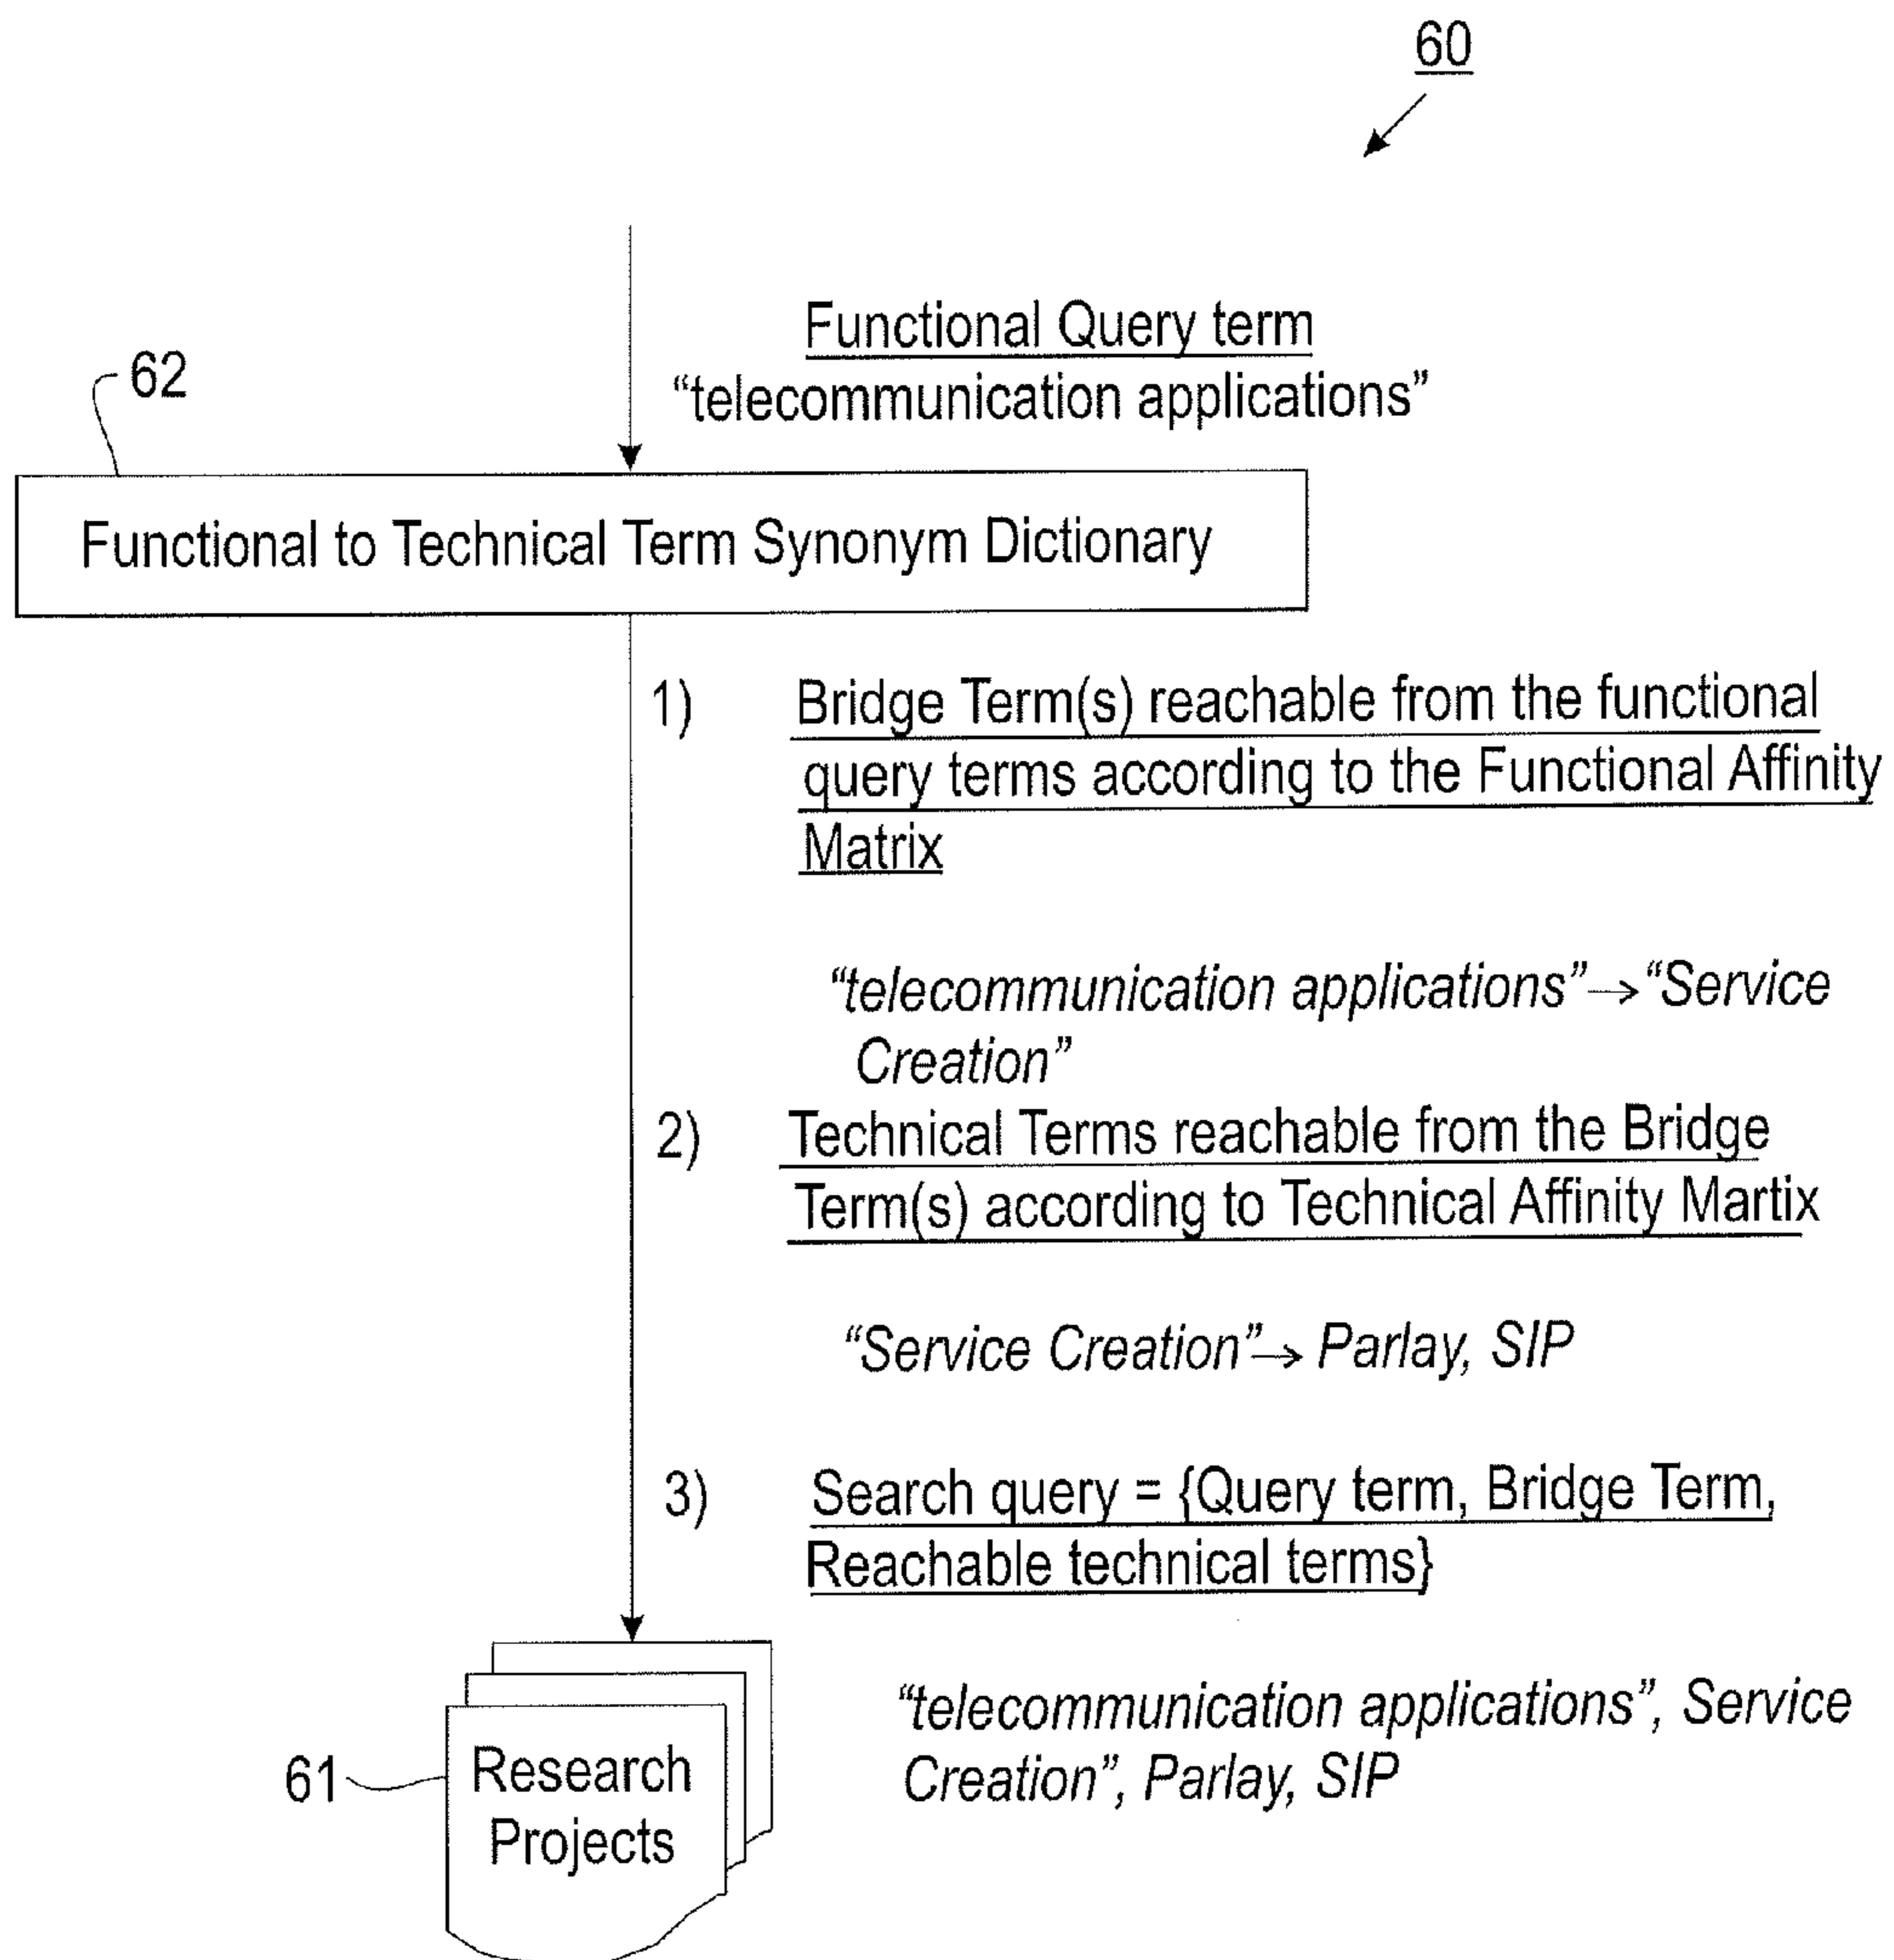 60
Functional Query term
“telecommunication applications”
62
Functional to Technical Term Synonym Dictionary
1) Bridge Term(s) reachable from the functional
query terms according to the Functional Affinity
Matrix
“telecommunication applications”→“Service
Creation”
2) Technical Terms reachable from the Bridge
Term(s) according to Technical Affinity Martix
“Service Creation”→ Parlay, SIP
3) Search query = {Query term, Bridge Term,
Reachable technical terms}
“telecommunication applications”, Service
Creation”, Parlay, SIP
61
Research
Projects